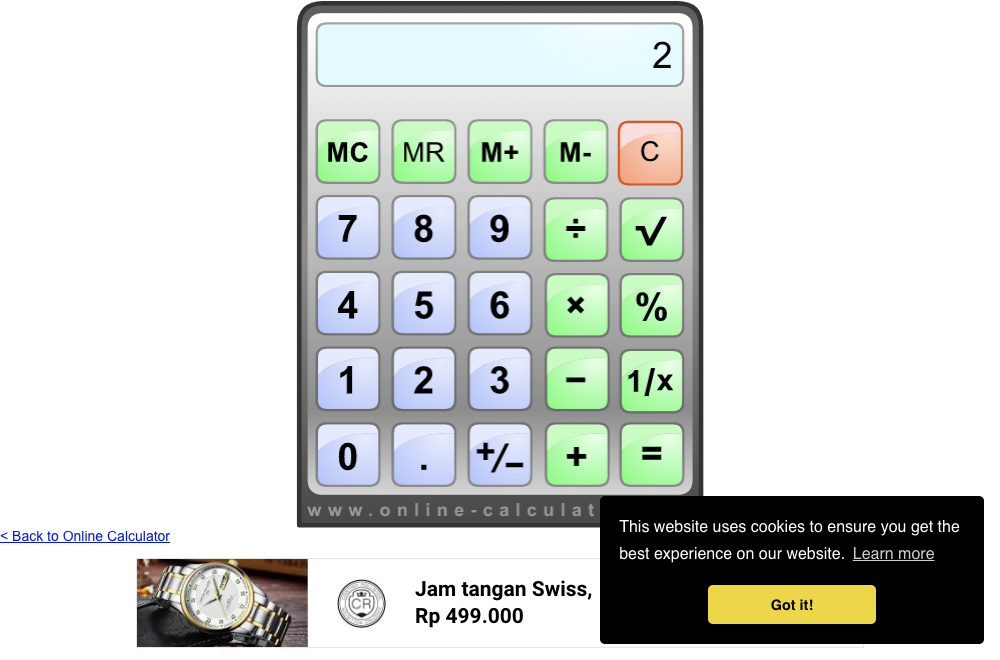 2
MC MR M+ M- C
7 8 9 ÷ √
4 5 6 × %
1 2 3 − 1/x
0 . +/− + =
www.online-calculat
< Back to Online Calculator
This website uses cookies to ensure you get the
best experience on our website. Learn more
Got it!
CR
Jam tangan Swiss,
Rp 499.000